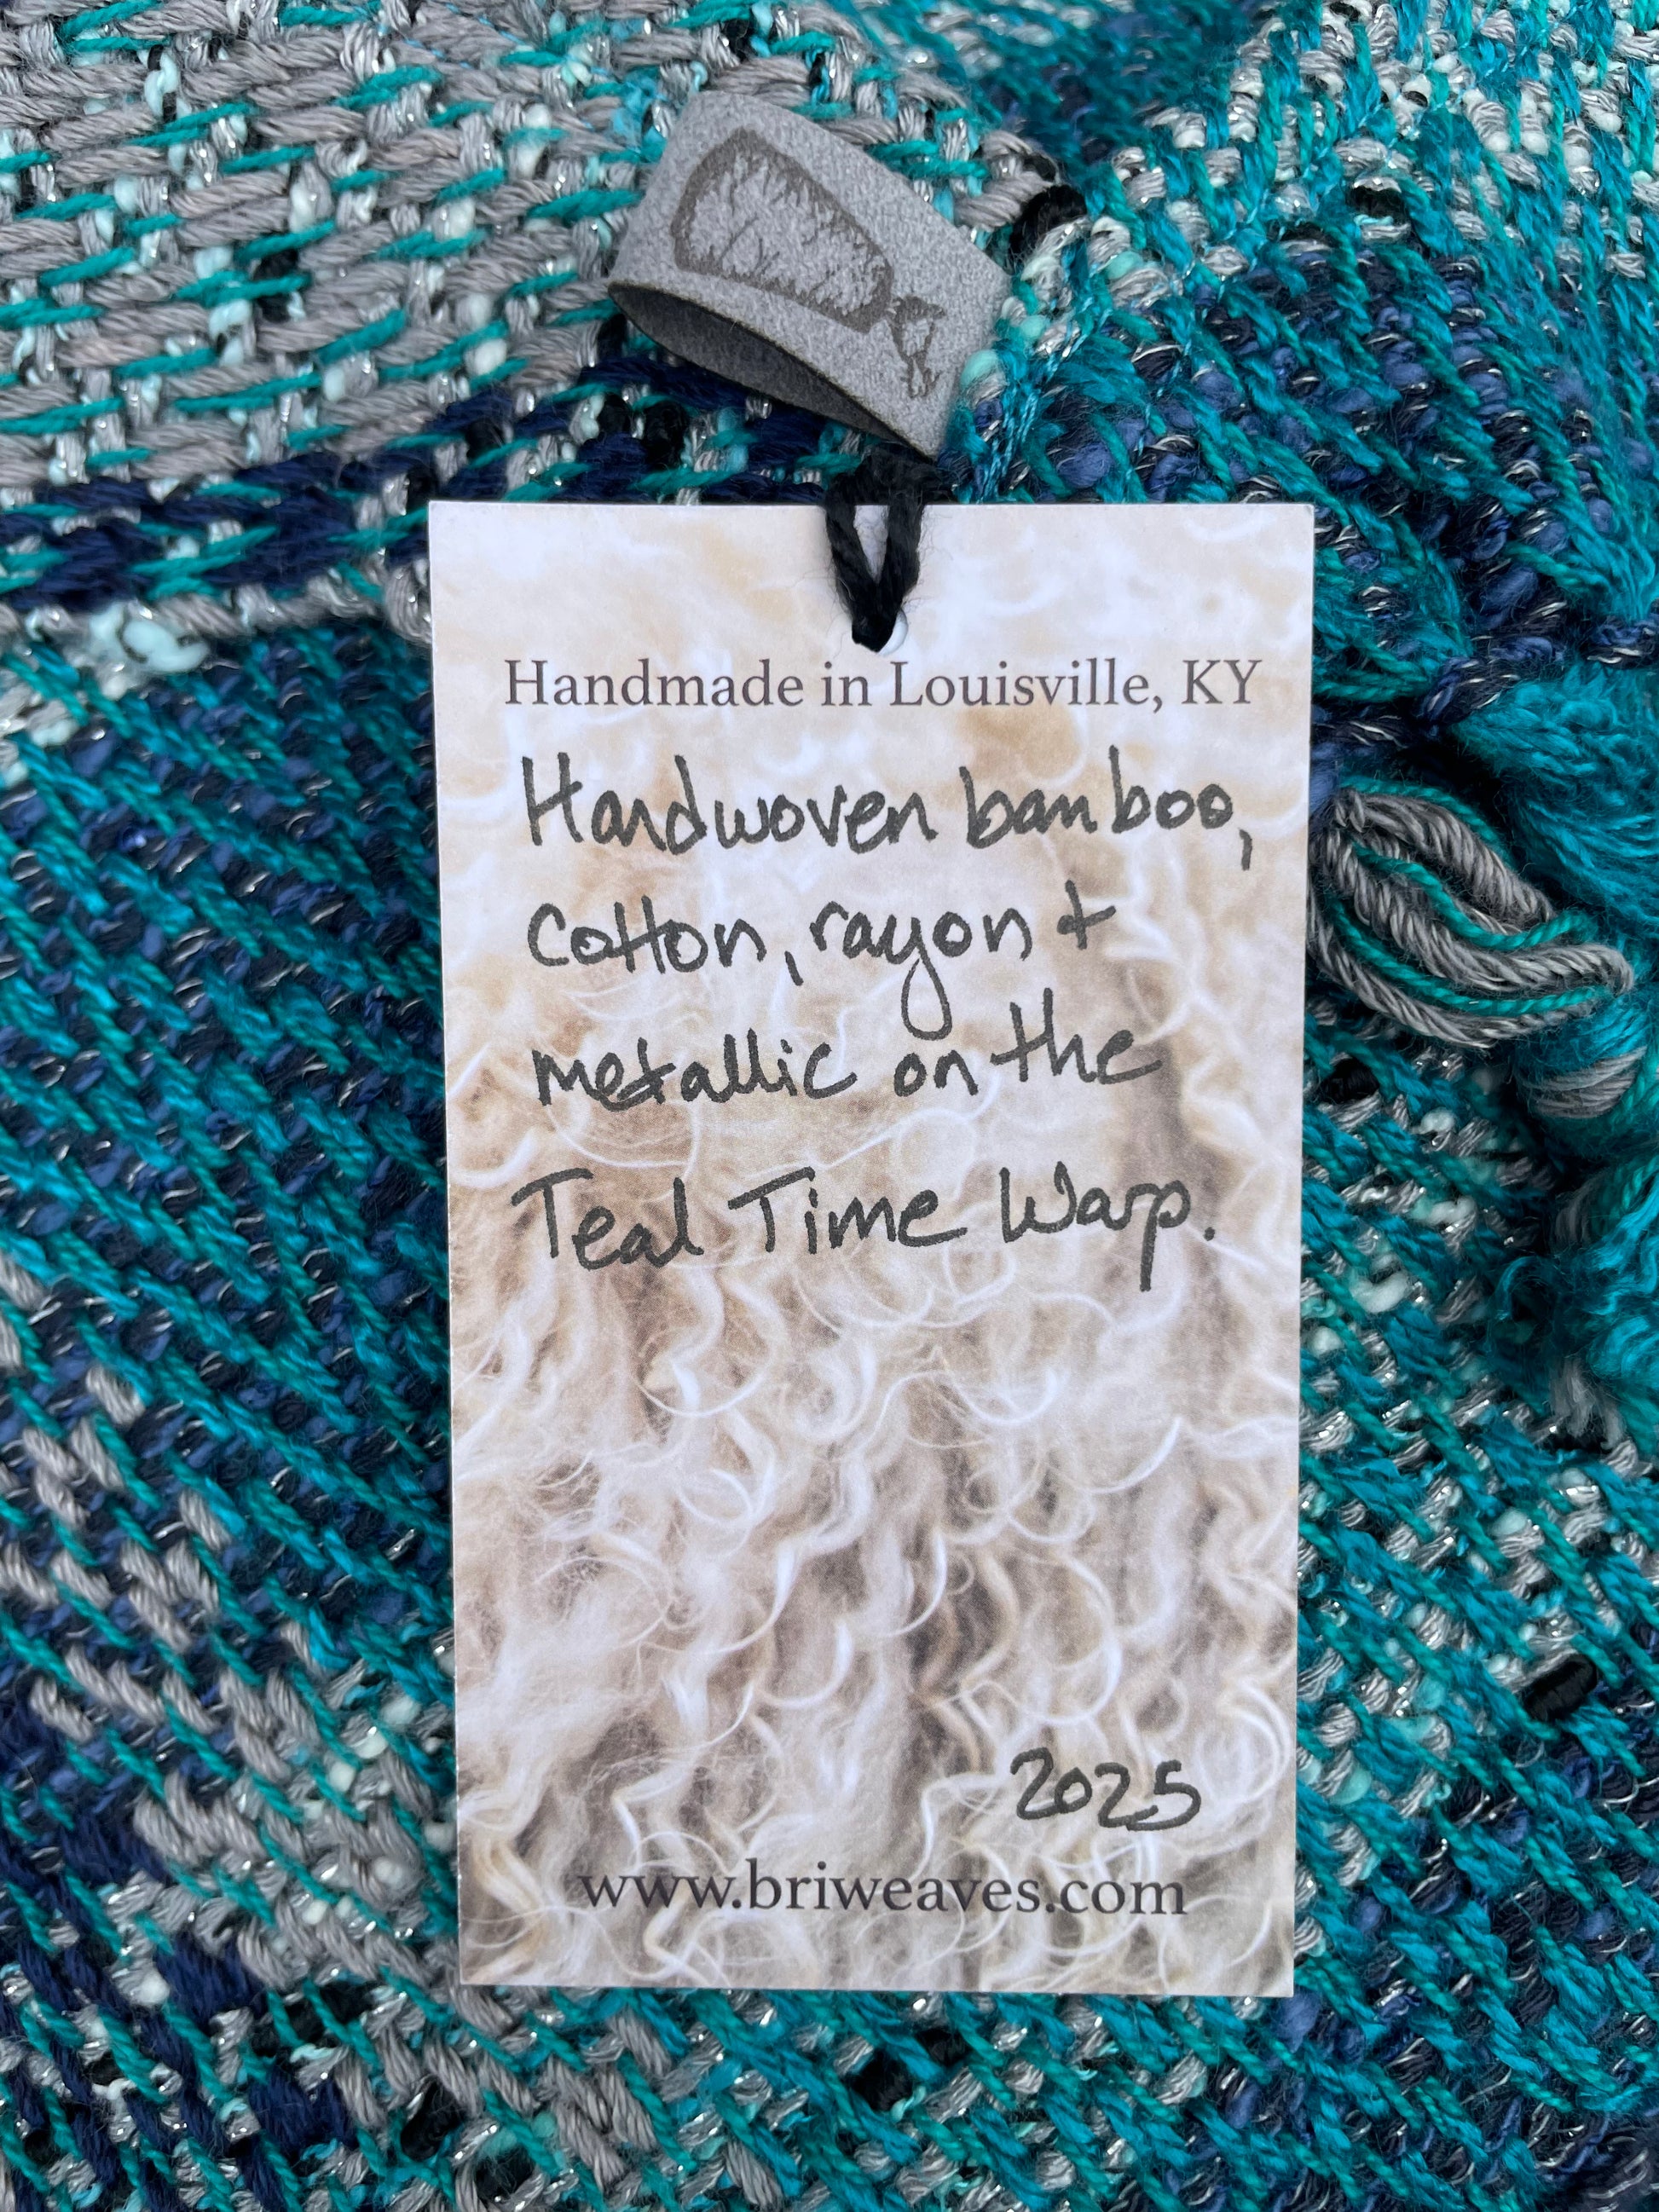 Handmade in Louisville, KY
Handwoven bamboo,
cotton, rayon +
metallic on the
Teal Time Warp.
2025
www.briweaves.com